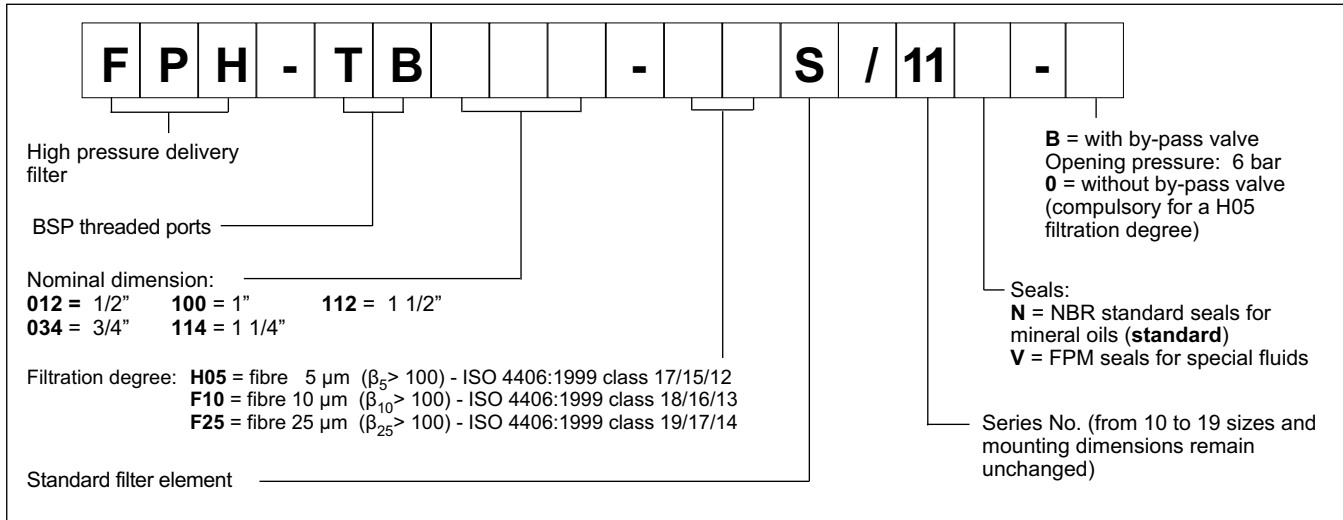 F P H - T B - S / 11 -
High pressure delivery
filter
BSP threaded ports
Nominal dimension:
012 = 1/2” 100 = 1” 112 = 1 1/2”
034 = 3/4” 114 = 1 1/4”
Filtration degree: H05 = fibre 5 µm (β5> 100) - ISO 4406:1999 class 17/15/12
F10 = fibre 10 µm (β10> 100) - ISO 4406:1999 class 18/16/13
F25 = fibre 25 µm (β25> 100) - ISO 4406:1999 class 19/17/14
Standard filter element
B = with by-pass valve
Opening pressure: 6 bar
0 = without by-pass valve
(compulsory for a H05
filtration degree)
Seals:
N = NBR standard seals for
mineral oils (standard)
V = FPM seals for special fluids
Series No. (from 10 to 19 sizes and
mounting dimensions remain
unchanged)